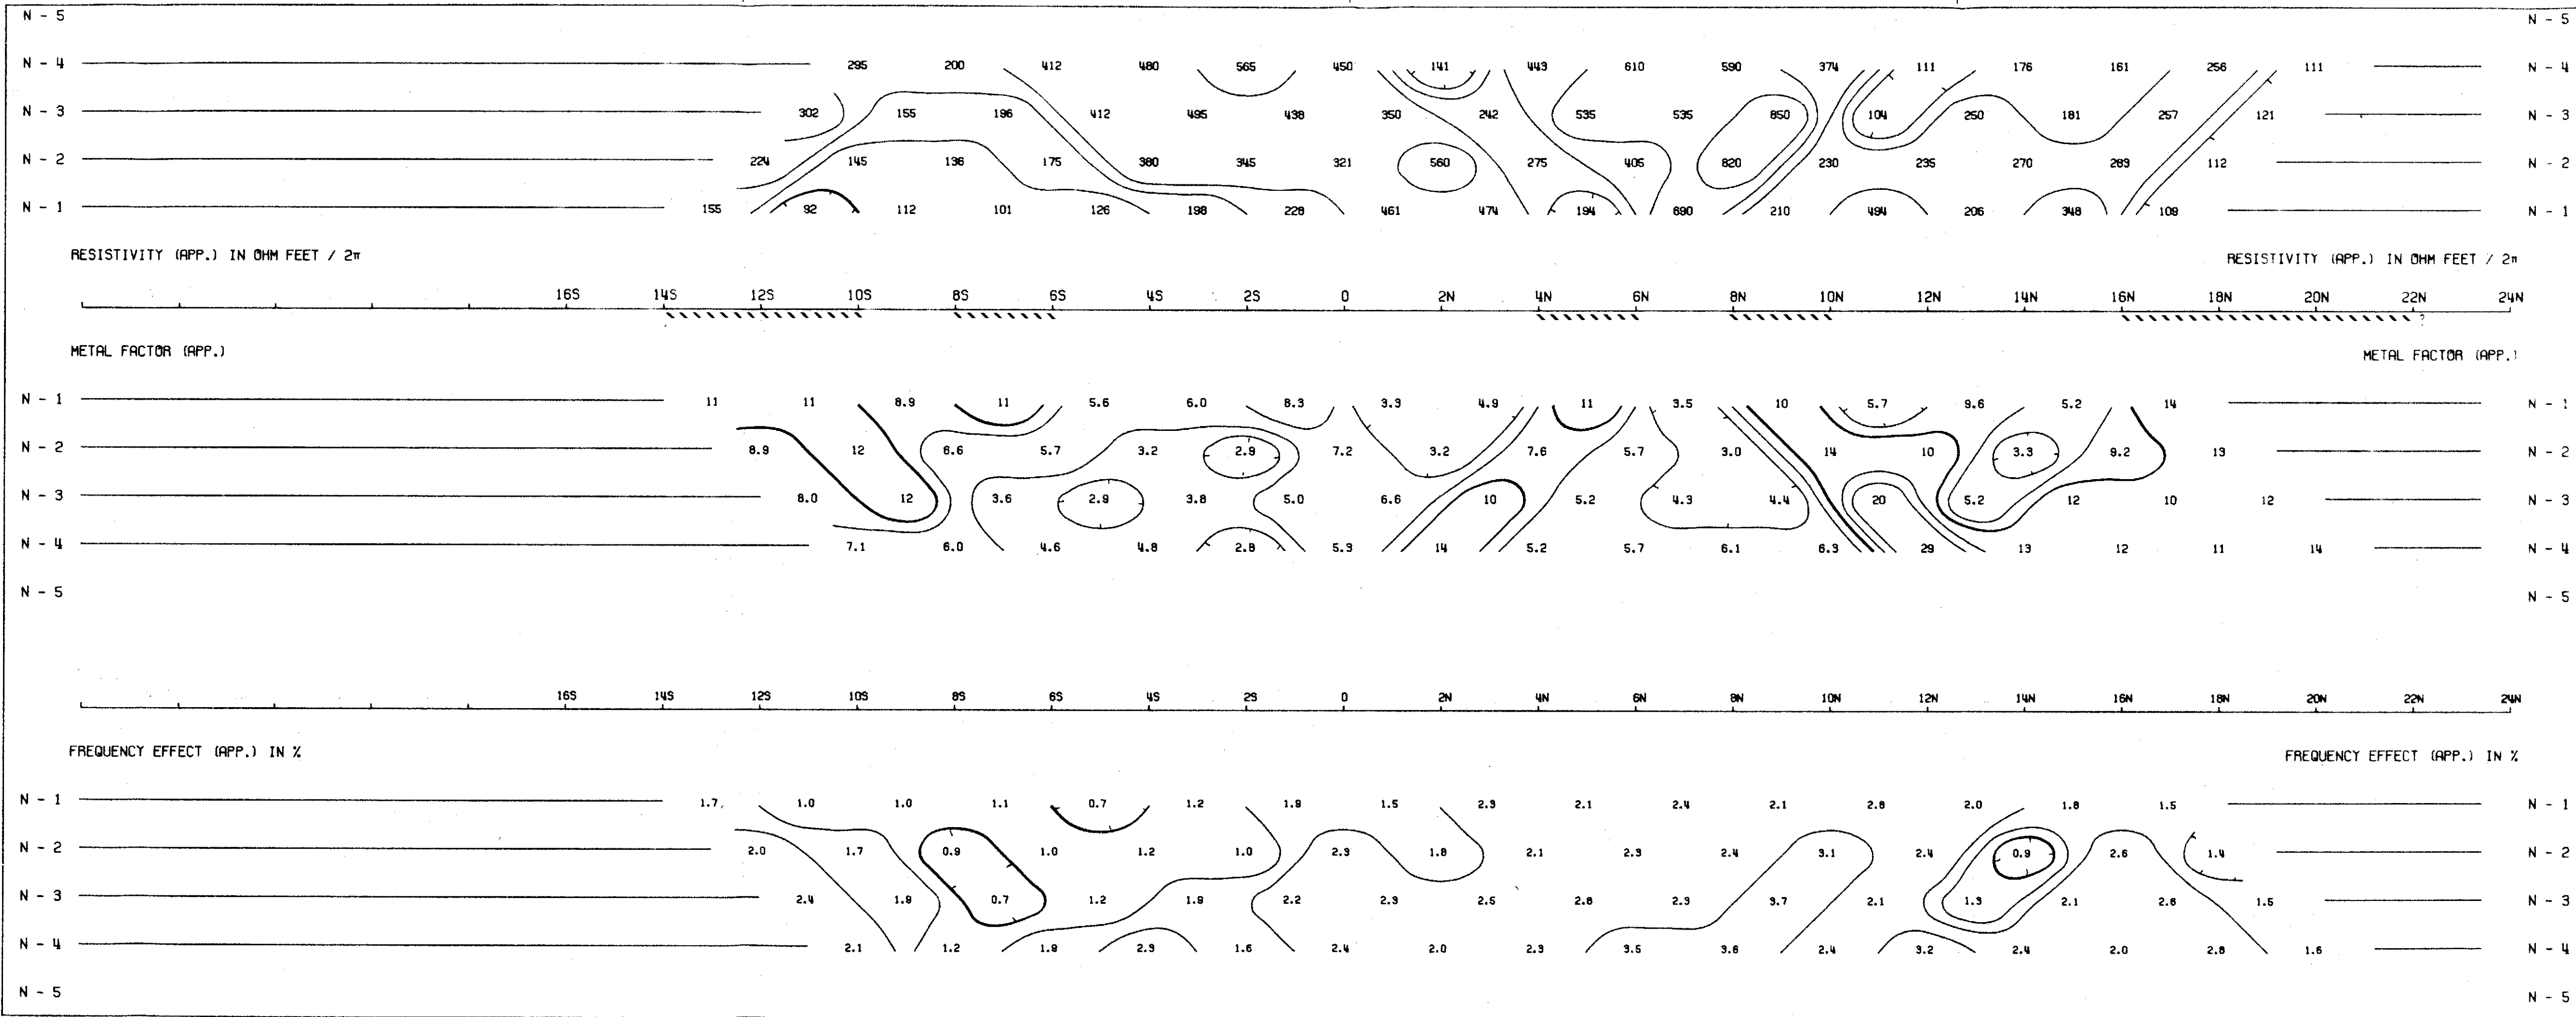 N - 5 N - 5
N - 4 295 200 412 480 565 450 141 443 610 590 374 111 176 161 256 111 N - 4
N - 3 302 155 196 412 495 438 350 242 535 535 850 104 250 181 257 121 N - 3
N - 2 224 145 136 175 380 345 321 560 275 405 820 230 235 270 289 112 N - 2
N - 1 155 92 112 101 126 198 228 461 474 194 690 210 494 206 348 109 N - 1
RESISTIVITY (APP.) IN OHM FEET / 2π RESISTIVITY (APP.) IN OHM FEET / 2π
16S 14S 12S 10S 8S 6S 4S 2S 0 2N 4N 6N 8N 10N 12N 14N 16N 18N 20N 22N 24N
?
METAL FACTOR (APP.) METAL FACTOR (APP.)
N - 1 11 11 8.9 11 5.6 6.0 8.3 3.3 4.9 11 3.5 10 5.7 9.6 5.2 14 N - 1
N - 2 8.9 12 6.6 5.7 3.2 2.9 7.2 3.2 7.6 5.7 3.0 14 10 3.3 9.2 13 N - 2
N - 3 8.0 12 3.6 2.9 3.8 5.0 6.6 10 5.2 4.3 4.4 20 5.2 12 10 12 N - 3
N - 4 7.1 6.0 4.6 4.8 2.8 5.3 14 5.2 5.7 6.1 6.3 29 13 12 11 14 N - 4
N - 5 N - 5
16S 14S 12S 10S 8S 6S 4S 2S 0 2N 4N 6N 8N 10N 12N 14N 16N 18N 20N 22N 24N
FREQUENCY EFFECT (APP.) IN % FREQUENCY EFFECT (APP.) IN %
N - 1 1.7 1.0 1.0 1.1 0.7 1.2 1.9 1.5 2.3 2.1 2.4 2.1 2.8 2.0 1.8 1.5 N - 1
N - 2 2.0 1.7 0.9 1.0 1.2 1.0 2.3 1.8 2.1 2.3 2.4 3.1 2.4 0.9 2.6 1.4 N - 2
N - 3 2.4 1.9 0.7 1.2 1.9 2.2 2.3 2.5 2.8 2.3 3.7 2.1 1.3 2.1 2.6 1.5 N - 3
N - 4 2.1 1.2 1.9 2.3 1.6 2.4 2.0 2.3 3.5 3.6 2.4 3.2 2.4 2.0 2.8 1.6 N - 4
N - 5 N - 5